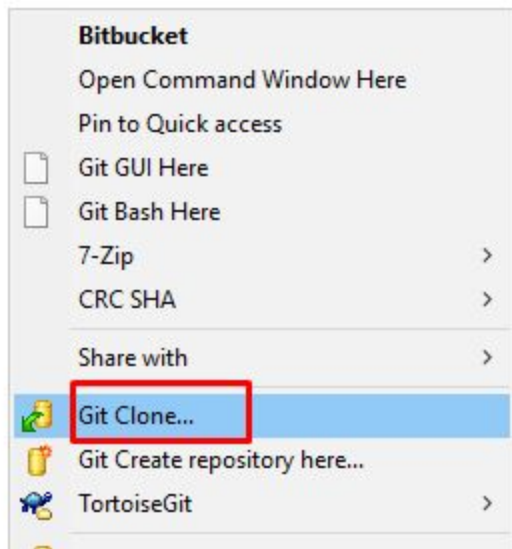 Bitbucket
Open Command Window Here
Pin to Quick access
Git GUI Here
Git Bash Here
7-Zip
CRC SHA
Share with
Git Clone...
Git Create repository here...
TortoiseGit